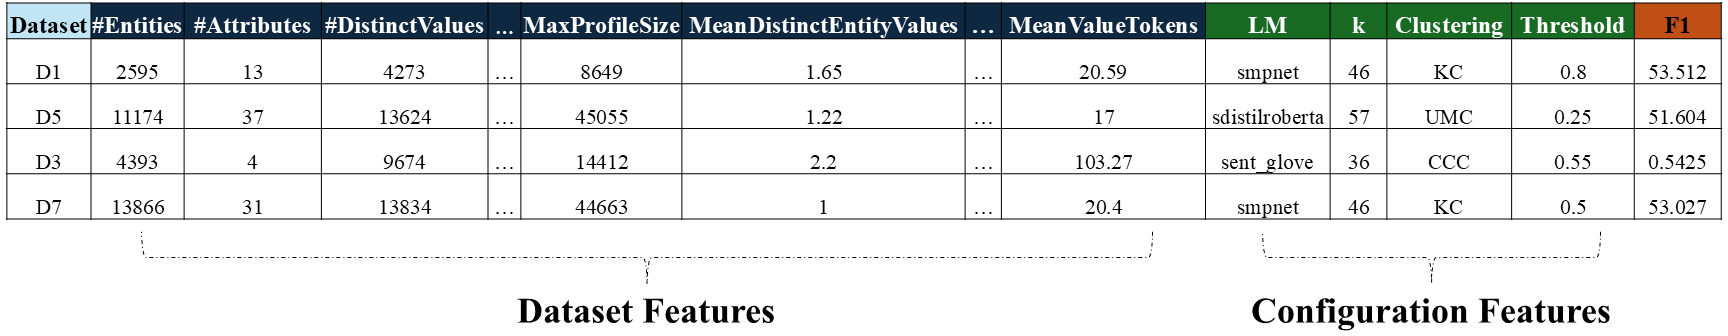 Dataset #Entities #Attributes #DistinctValues ... MaxProfileSize MeanDistinctEntityValues ... MeanValueTokens LM k Clustering Threshold F1
D1 2595 13 4273 ... 8649 1.65 ... 20.59 smpnet 46 KC 0.8 53.512
D5 11174 37 13624 ... 45055 1.22 ... 17 sdistilroberta 57 UMC 0.25 51.604
D3 4393 4 9674 ... 14412 2.2 ... 103.27 sent_glove 36 CCC 0.55 0.5425
D7 13866 31 13834 ... 44663 1 ... 20.4 smpnet 46 KC 0.5 53.027
Dataset Features Configuration Features